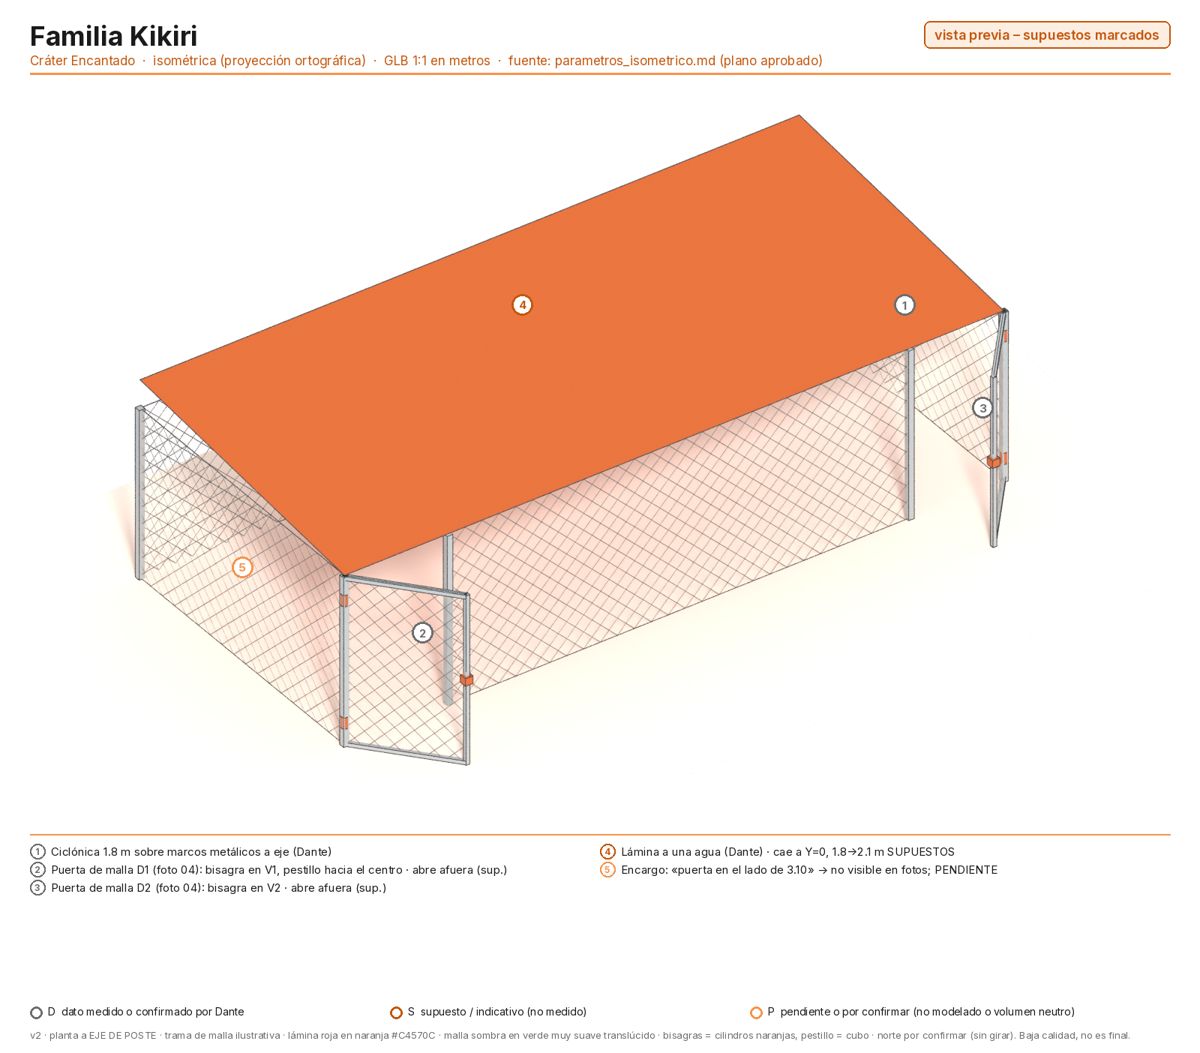 Familia Kikiri
vista previa – supuestos marcados
Cráter Encantado · isométrica (proyección ortográfica) · GLB 1:1 en metros · fuente: parametros_isometrico.md (plano aprobado)
4
1
3
5
2
1 Ciclónica 1.8 m sobre marcos metálicos a eje (Dante)
2 Puerta de malla D1 (foto 04): bisagra en V1, pestillo hacia el centro · abre afuera (sup.)
3 Puerta de malla D2 (foto 04): bisagra en V2 · abre afuera (sup.)
4 Lámina a una agua (Dante) · cae a Y=0, 1.8→2.1 m SUPUESTOS
5 Encargo: «puerta en el lado de 3.10» → no visible en fotos; PENDIENTE
D dato medido o confirmado por Dante
S supuesto / indicativo (no medido)
P pendiente o por confirmar (no modelado o volumen neutro)
v2 · planta a EJE DE POSTE · trama de malla ilustrativa · lámina roja en naranja #C4570C · malla sombra en verde muy suave translúcido · bisagras = cilindros naranjas, pestillo = cubo · norte por confirmar (sin girar). Baja calidad, no es final.